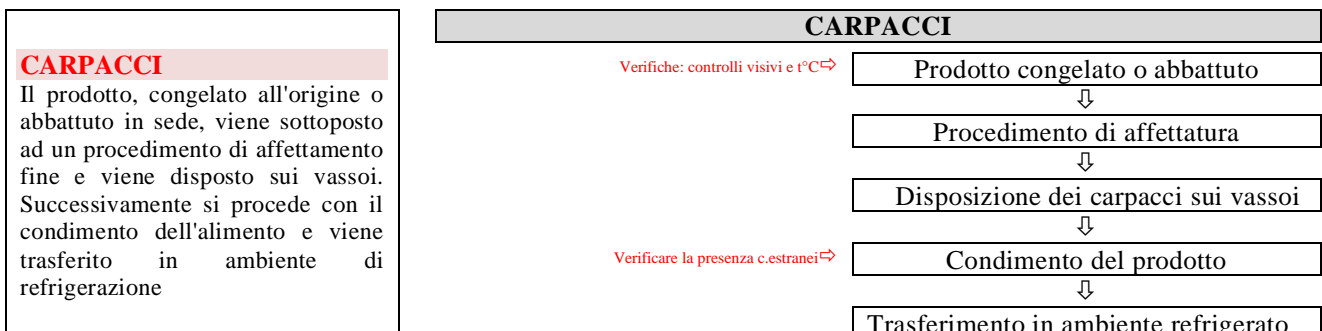 CARPACCI
Il prodotto, congelato all'origine o
abbattuto in sede, viene sottoposto
ad un procedimento di affettamento
fine e viene disposto sui vassoi.
Successivamente si procede con il
condimento dell'alimento e viene
trasferito in ambiente di
refrigerazione
CARPACCI
Verifiche: controlli visivi e t°C⇨ Prodotto congelato o abbattuto
⇩
Procedimento di affettatura
⇩
Disposizione dei carpacci sui vassoi
⇩
Verificare la presenza c.estranei⇨ Condimento del prodotto
⇩
Trasferimento in ambiente refrigerato